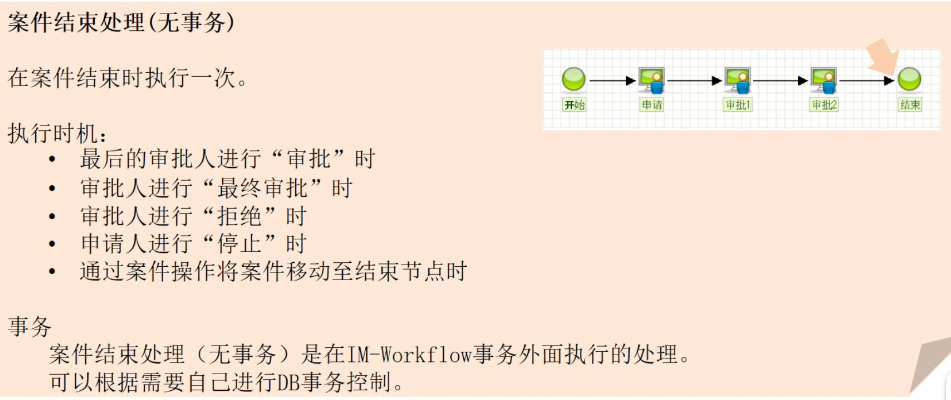 案件结束处理(无事务)
在案件结束时执行一次。
开始
申请
审批1
审批2
结束
执行时机:
• 最后的审批人进行“审批”时
• 审批人进行“最终审批”时
• 审批人进行“拒绝”时
• 申请人进行“停止”时
• 通过案件操作将案件移动至结束节点时
事务
案件结束处理（无事务）是在IM-Workflow事务外面执行的处理。
可以根据需要自己进行DB事务控制。